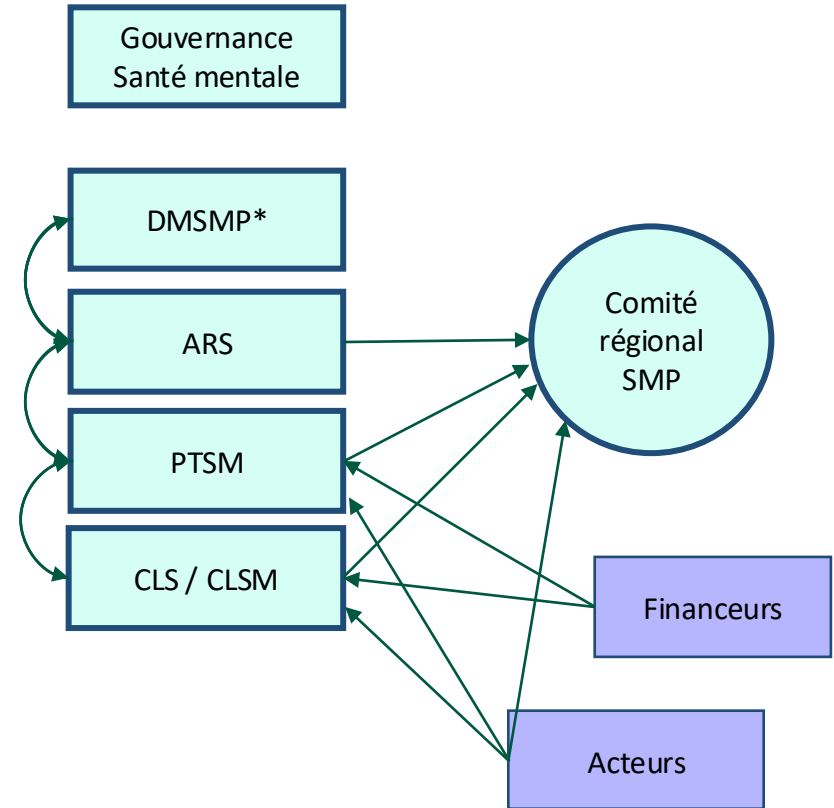 Gouvernance
Santé mentale
DMSMP*
ARS
PTSM
CLS / CLSM
Comité
régional
SMP
Financeurs
Acteurs